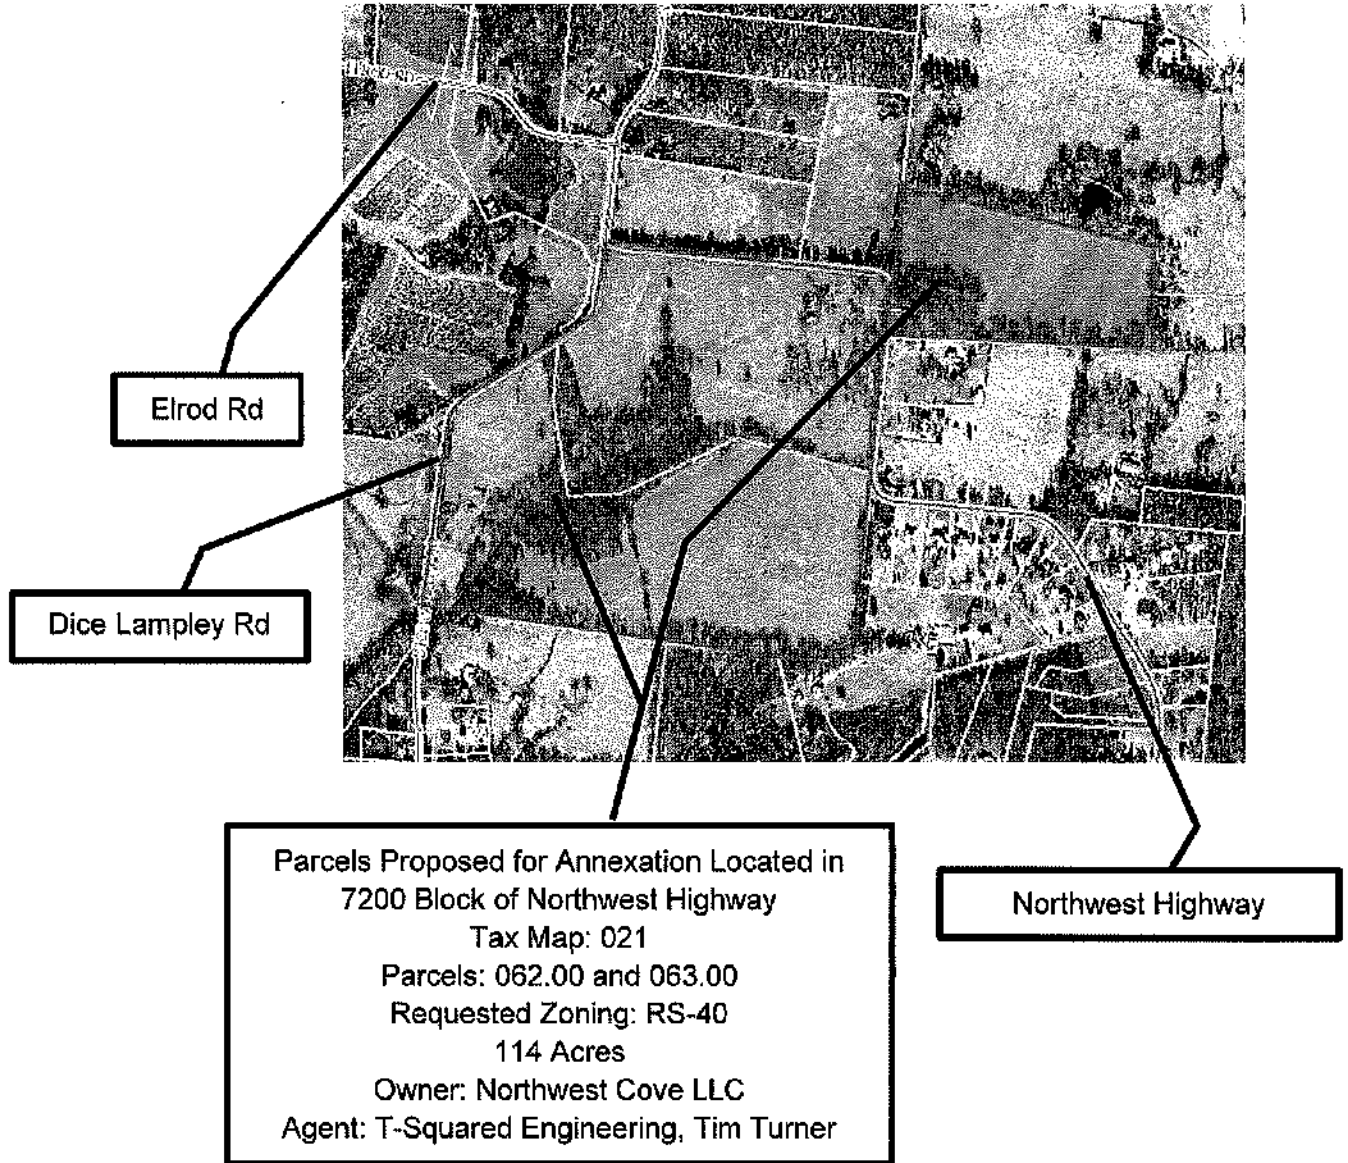 Elrod Rd
Dice Lampley Rd
Parcels Proposed for Annexation Located in
7200 Block of Northwest Highway
Tax Map: 021
Parcels: 062.00 and 063.00
Requested Zoning: RS-40
114 Acres
Owner: Northwest Cove LLC
Agent: T-Squared Engineering, Tim Turner
Northwest Highway